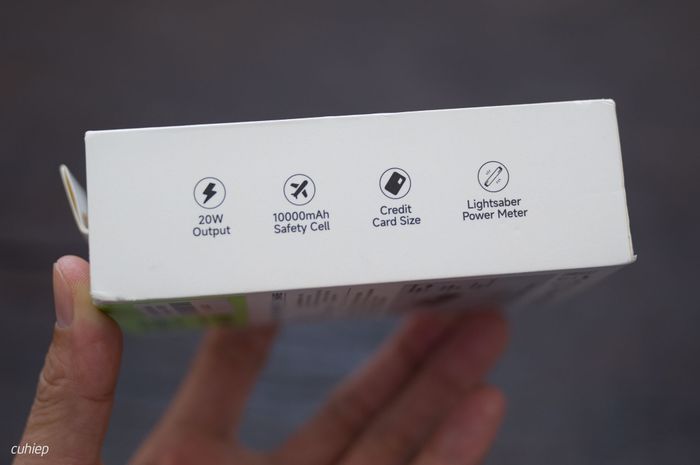 20W
Output
10000mAh
Safety Cell
Credit
Card Size
Lightsaber
Power Meter
cuhiep